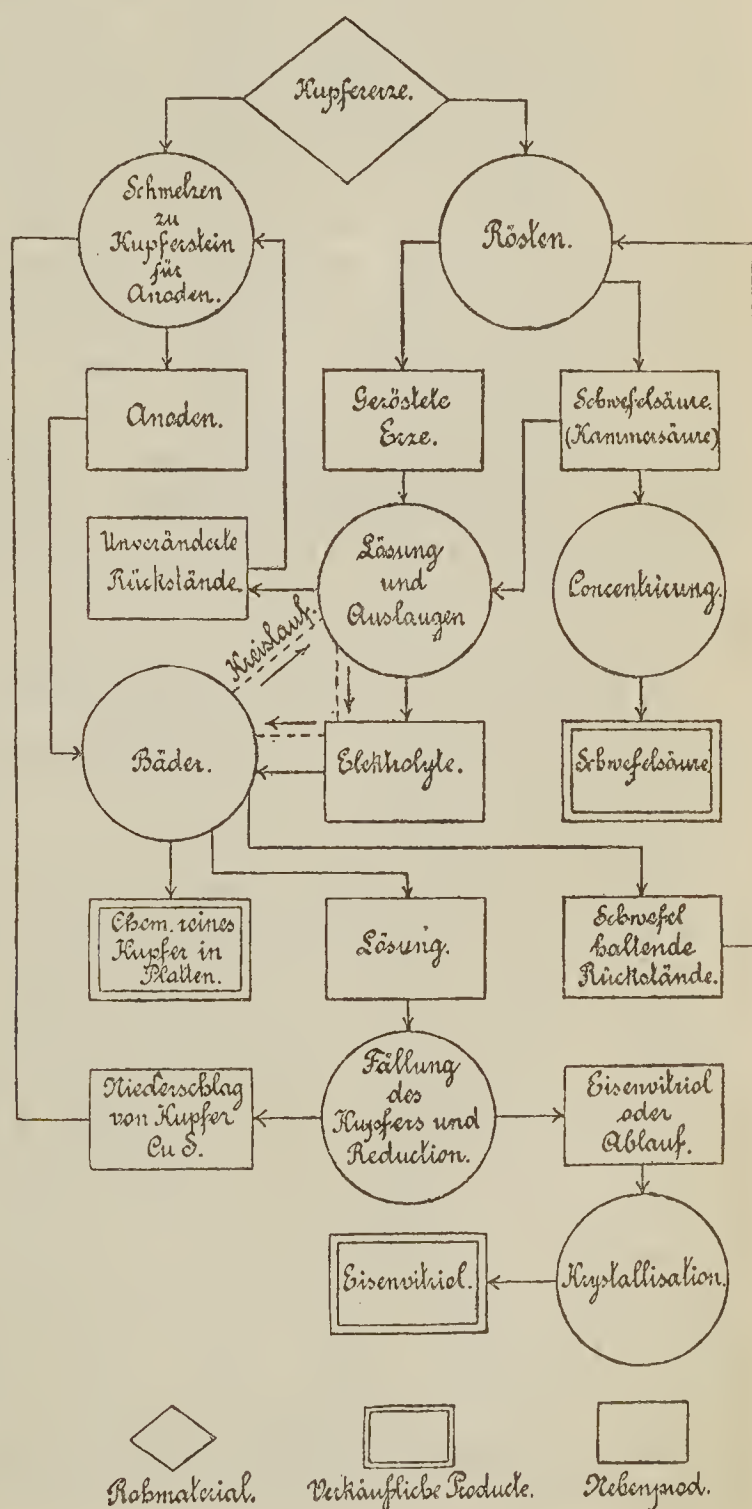 Kupfererze.
Schmelzen
zu
Kupferstein
für
Anoden.
Rösten.
Anoden.
Geröstete
Erze.
Schwefelsäure.
(Kammersäure)
Unveränderte
Rückstände.
Lösung
und
Auslaugen
Concentrirung.
Kreislauf.
Bäder.
Elektrolyte.
Schwefelsäure
Chem. reines
Kupfer in
Platten.
Lösung.
Schwefel
haltende
Rückstände.
Niederschlag
von Kupfer
Cu S.
Fällung
des
Kupfers und
Reduction.
Eisenvitriol
oder
Ablauf.
Eisenvitriol.
Krystallisation.
Rohmaterial.
Verkäufliche Producte.
Nebenprod.